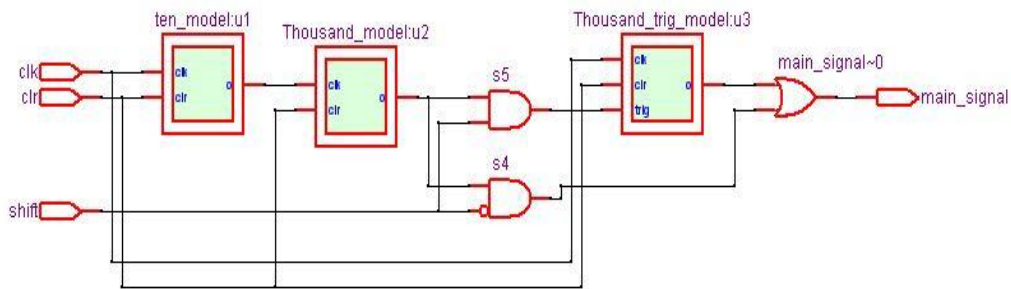 ten_model:u1
Thousand_model:u2
Thousand_trig_model:u3
main_signal~0
s5
s4
clk
clr
shift
clk
clr
o
clk
clr
o
clk
clr
trig
o
main_signal